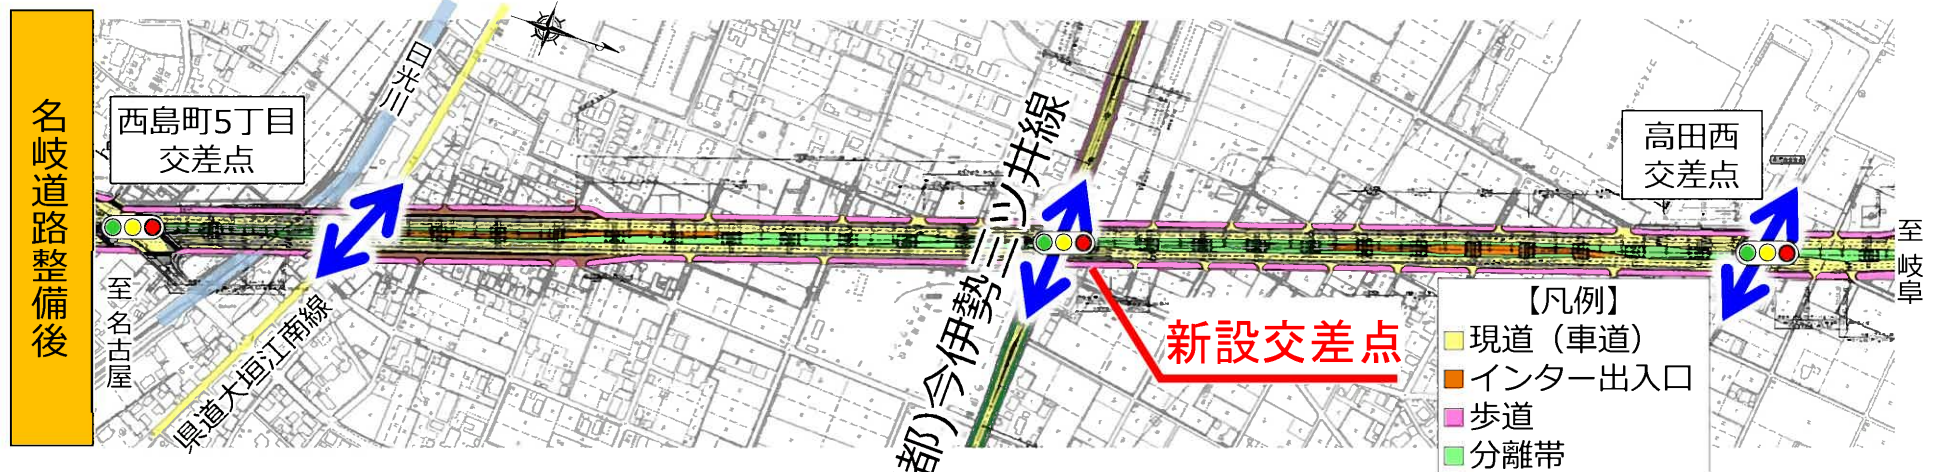 名岐道路整備後
西島町5丁目
交差点
日光川
至名古屋
県道大垣江南線
都)今伊勢三ツ井線
新設交差点
高田西
交差点
至岐阜
【凡例】
現道（車道）
インター出入口
歩道
分離帯